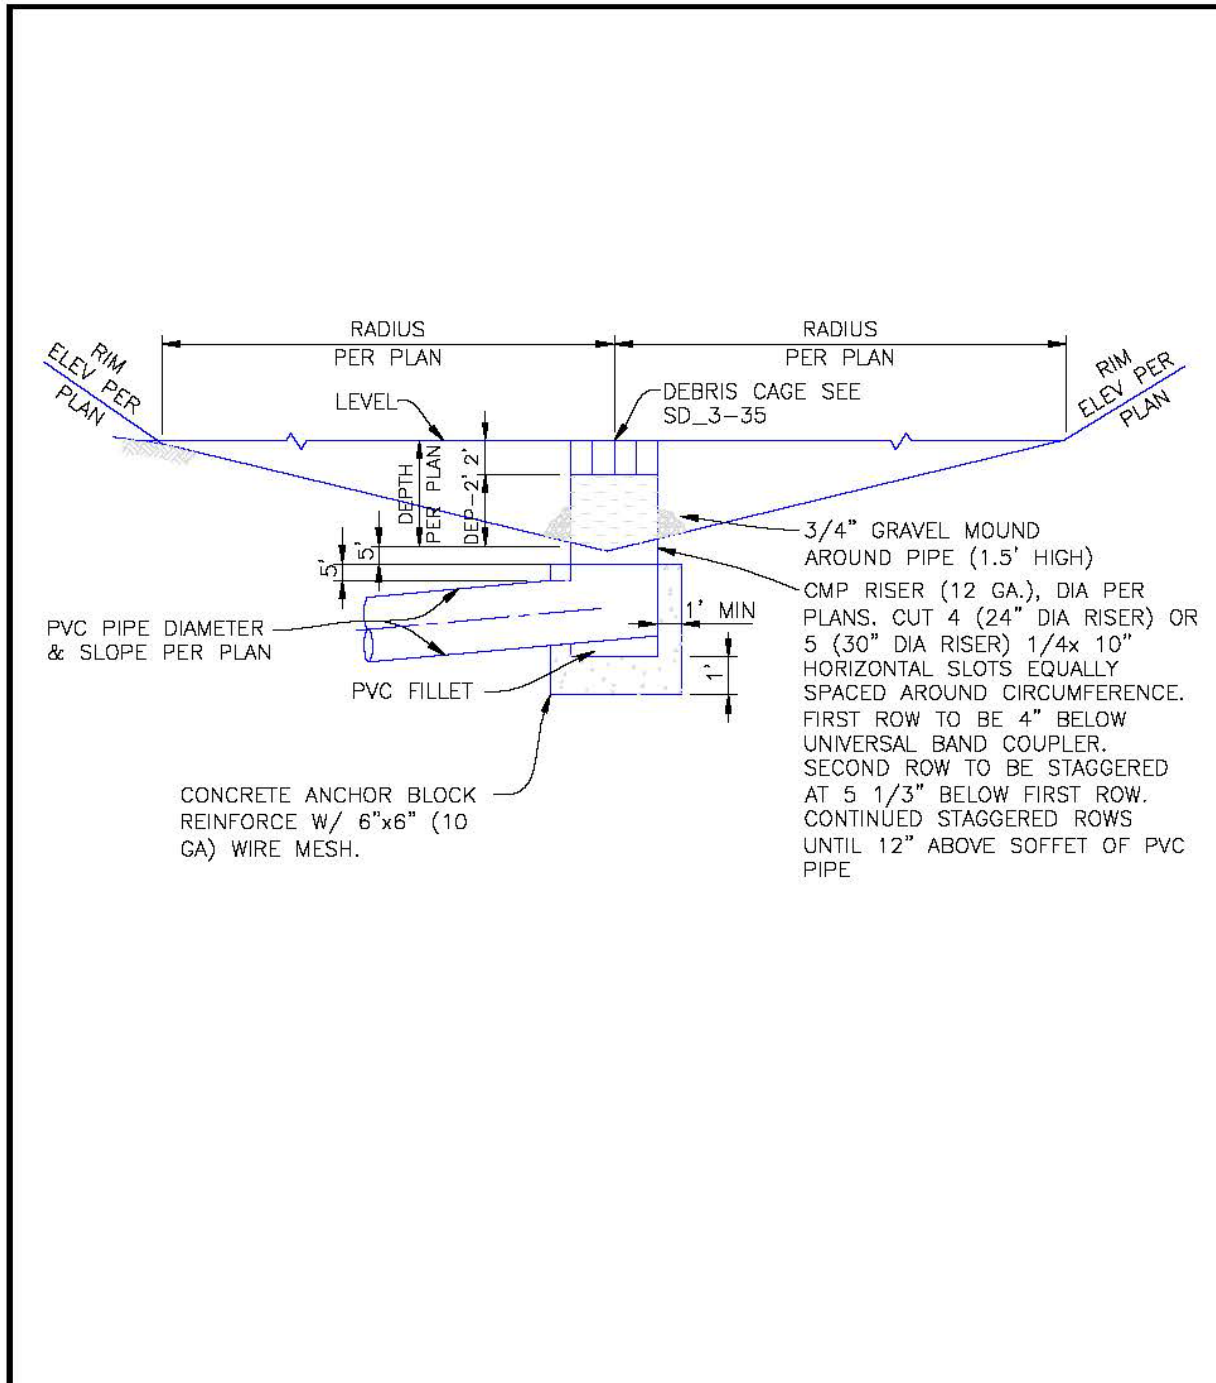 RADIUS
PER PLAN
RADIUS
PER PLAN
RIM
ELEV PER
PLAN
RIM
ELEV PER
PLAN
LEVEL
DEBRIS CAGE SEE
SD_3-35
DEPTH
PER PLAN
DEP-2' 2'
5'
5'
3/4" GRAVEL MOUND
AROUND PIPE (1.5' HIGH)
CMP RISER (12 GA.), DIA PER
PLANS. CUT 4 (24" DIA RISER) OR
5 (30" DIA RISER) 1/4x 10"
HORIZONTAL SLOTS EQUALLY
SPACED AROUND CIRCUMFERENCE.
FIRST ROW TO BE 4" BELOW
UNIVERSAL BAND COUPLER.
SECOND ROW TO BE STAGGERED
AT 5 1/3" BELOW FIRST ROW.
CONTINUED STAGGERED ROWS
UNTIL 12" ABOVE SOFFET OF PVC
PIPE
1' MIN
1'
PVC PIPE DIAMETER
& SLOPE PER PLAN
PVC FILLET
CONCRETE ANCHOR BLOCK
REINFORCE W/ 6"x6" (10
GA) WIRE MESH.